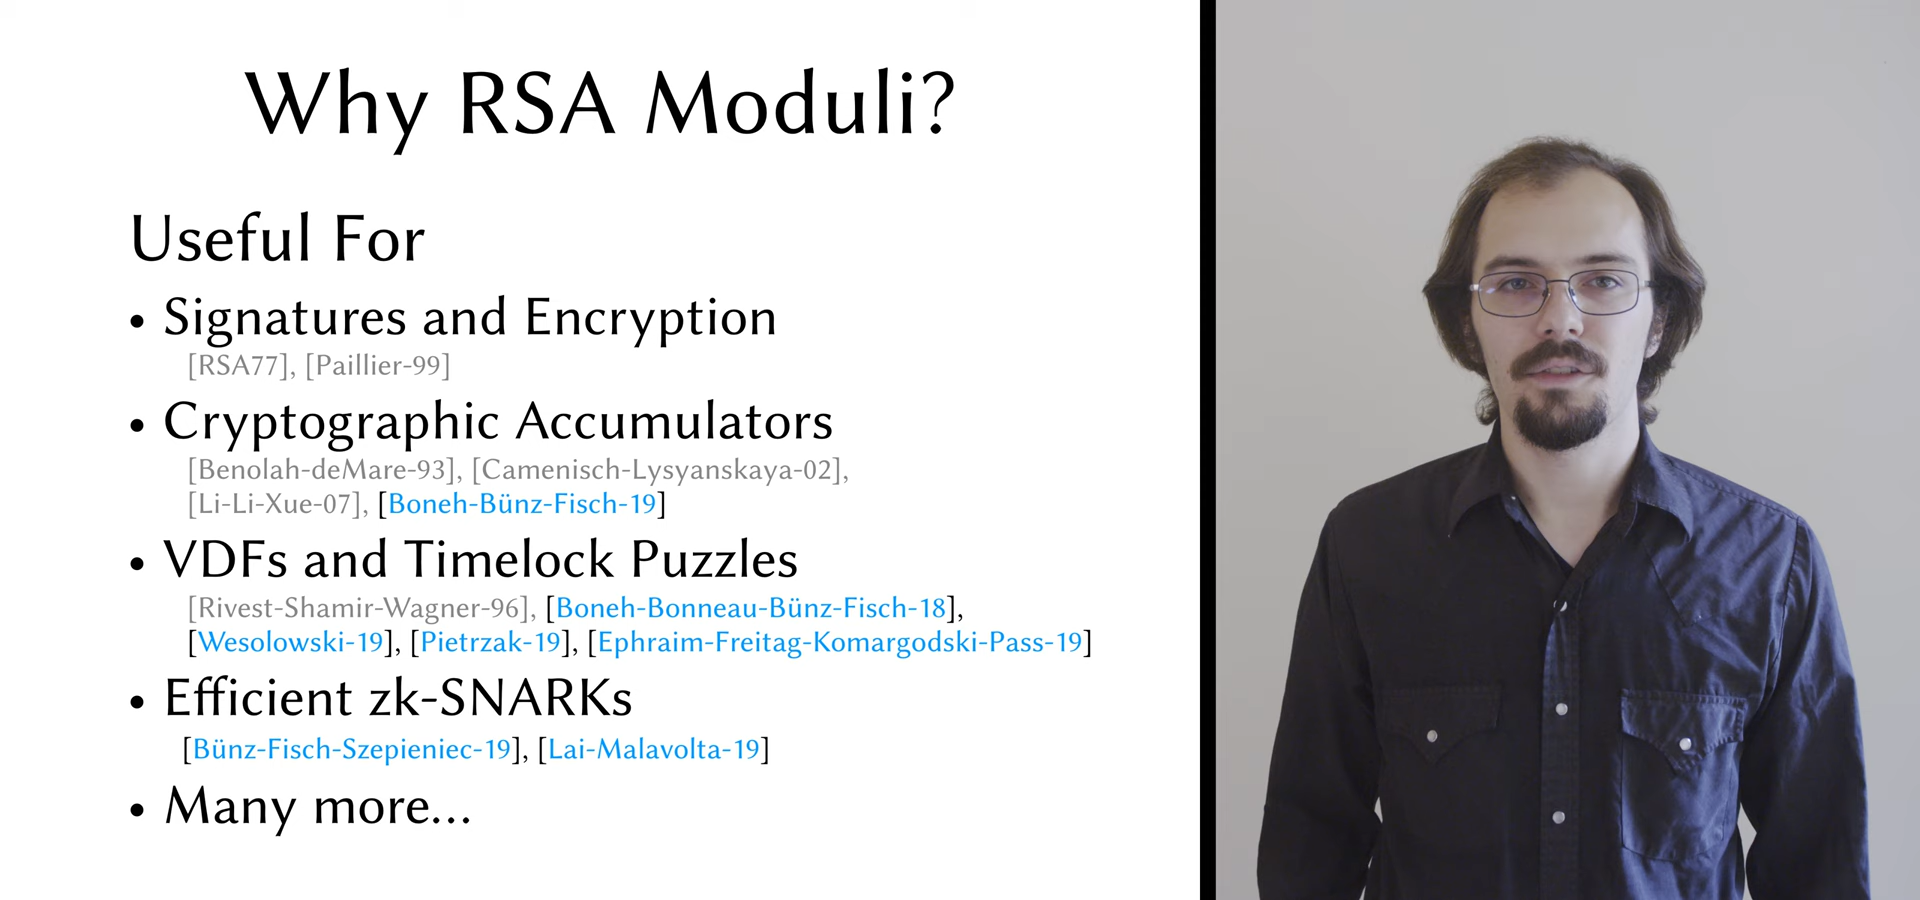 Why RSA Moduli?
Useful For
• Signatures and Encryption
[RSA77], [Paillier-99]
• Cryptographic Accumulators
[Benolah-deMare-93], [Camenisch-Lysyanskaya-02],
[Li-Li-Xue-07], [Boneh-Bünz-Fisch-19]
• VDFs and Timelock Puzzles
[Rivest-Shamir-Wagner-96], [Boneh-Bonneau-Bünz-Fisch-18],
[Wesolowski-19], [Pietrzak-19], [Ephraim-Freitag-Komargodski-Pass-19]
• Efficient zk-SNARKs
[Bünz-Fisch-Szepieniec-19], [Lai-Malavolta-19]
• Many more...